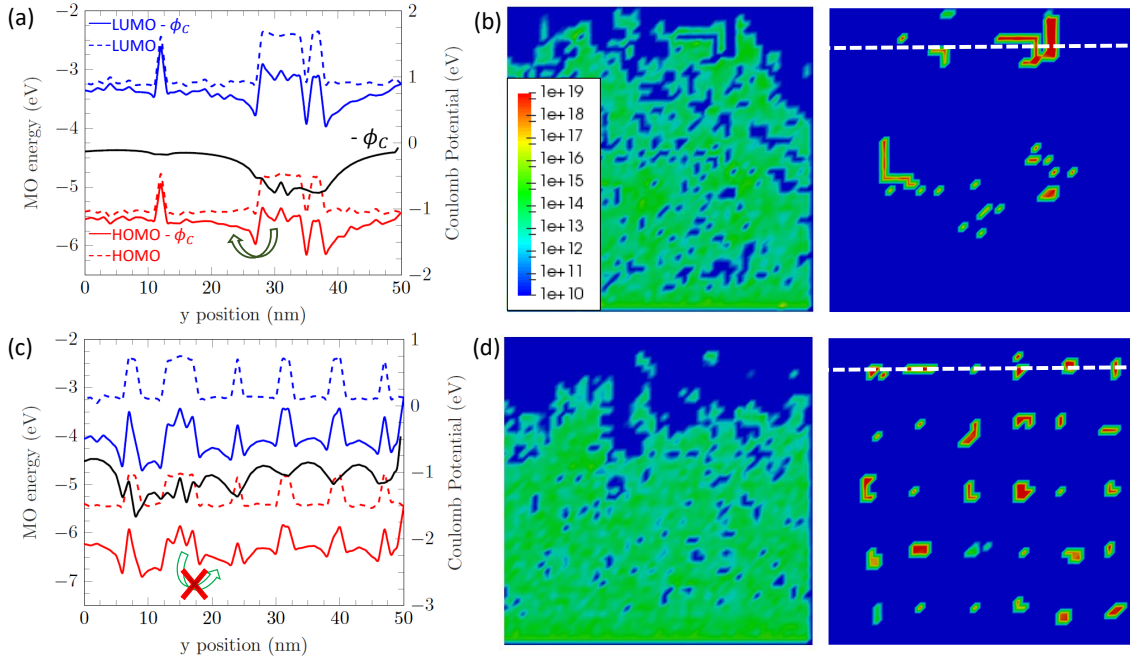 (a)
LUMO - ϕC
LUMO
- ϕC
HOMO - ϕC
HOMO
MO energy (eV)
−2
−3
−4
−5
−6
Coulomb Potential (eV)
2
1
0
−1
−2
0 10 20 30 40 50
y position (nm)
(b)
1e+19
1e+18
1e+17
1e+16
1e+15
1e+14
1e+13
1e+12
1e+11
1e+10
(c)
MO energy (eV)
−2
−3
−4
−5
−6
−7
Coulomb Potential (eV)
1
0
−1
−2
−3
0 10 20 30 40 50
y position (nm)
(d)